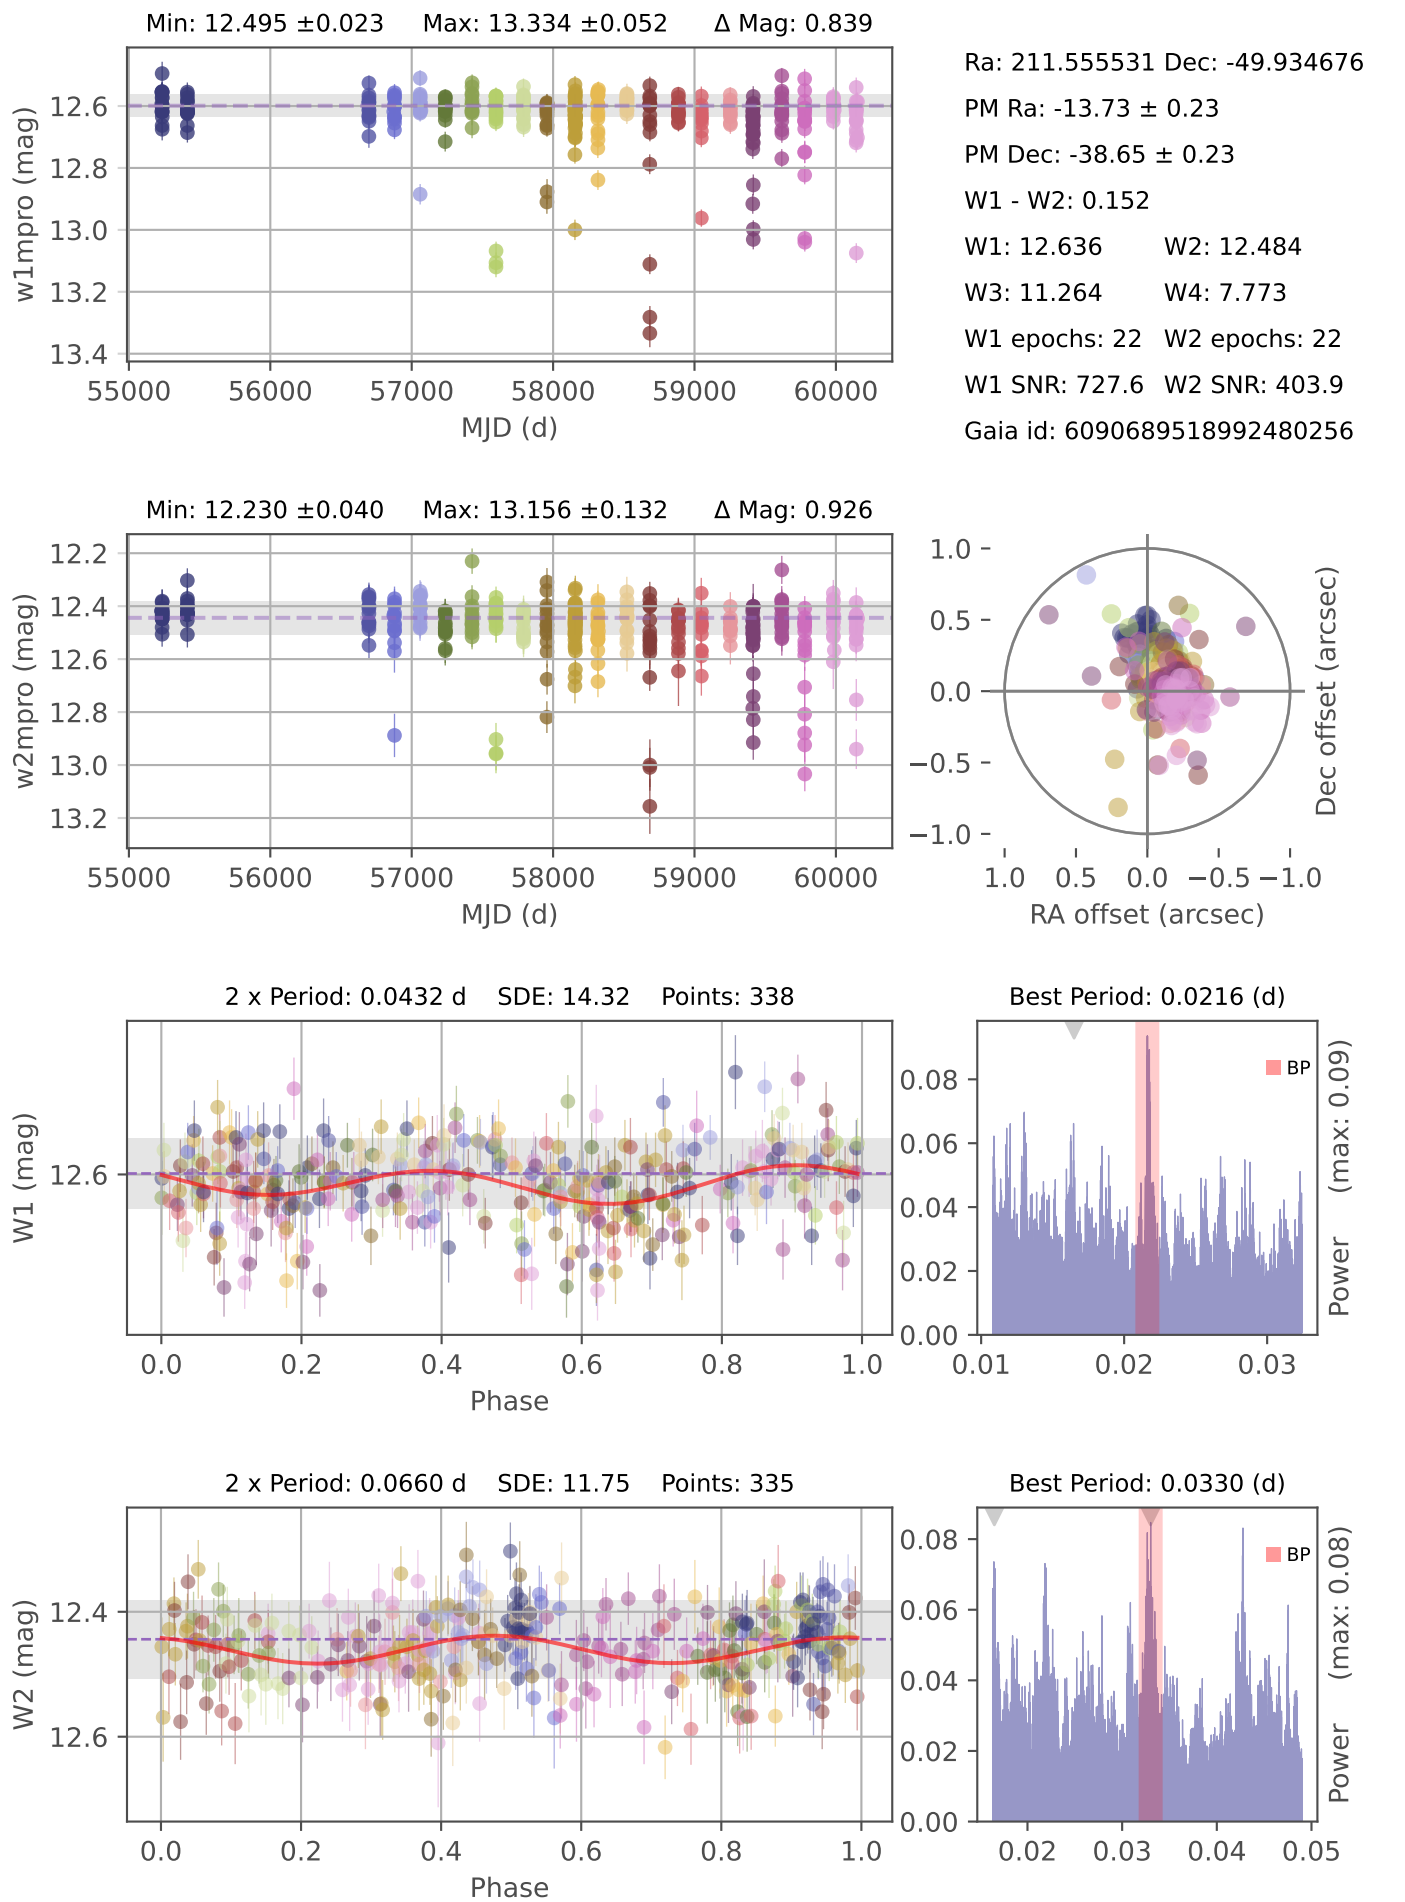 Min: 12.495 ±0.023 Max: 13.334 ±0.052 Δ Mag: 0.839
12.6
12.8
13.0
13.2
13.4
w1mpro (mag)
55000 56000 57000 58000 59000 60000
MJD (d)
Ra: 211.555531 Dec: -49.934676
PM Ra: -13.73 ± 0.23
PM Dec: -38.65 ± 0.23
W1 - W2: 0.152
W1: 12.636 W2: 12.484
W3: 11.264 W4: 7.773
W1 epochs: 22 W2 epochs: 22
W1 SNR: 727.6 W2 SNR: 403.9
Gaia id: 6090689518992480256
Min: 12.230 ±0.040 Max: 13.156 ±0.132 Δ Mag: 0.926
12.2
12.4
12.6
12.8
13.0
13.2
w2mpro (mag)
55000 56000 57000 58000 59000 60000
MJD (d)
1.0
0.5
0.0
−0.5
−1.0
Dec offset (arcsec)
1.0 0.5 0.0 −0.5 −1.0
RA offset (arcsec)
2 x Period: 0.0432 d SDE: 14.32 Points: 338
12.6
W1 (mag)
0.0 0.2 0.4 0.6 0.8 1.0
Phase
Best Period: 0.0216 (d)
BP
0.08
0.06
0.04
0.02
0.00
Power (max: 0.09)
0.01 0.02 0.03
2 x Period: 0.0660 d SDE: 11.75 Points: 335
12.4
12.6
W2 (mag)
0.0 0.2 0.4 0.6 0.8 1.0
Phase
Best Period: 0.0330 (d)
BP
0.08
0.06
0.04
0.02
0.00
Power (max: 0.08)
0.02 0.03 0.04 0.05